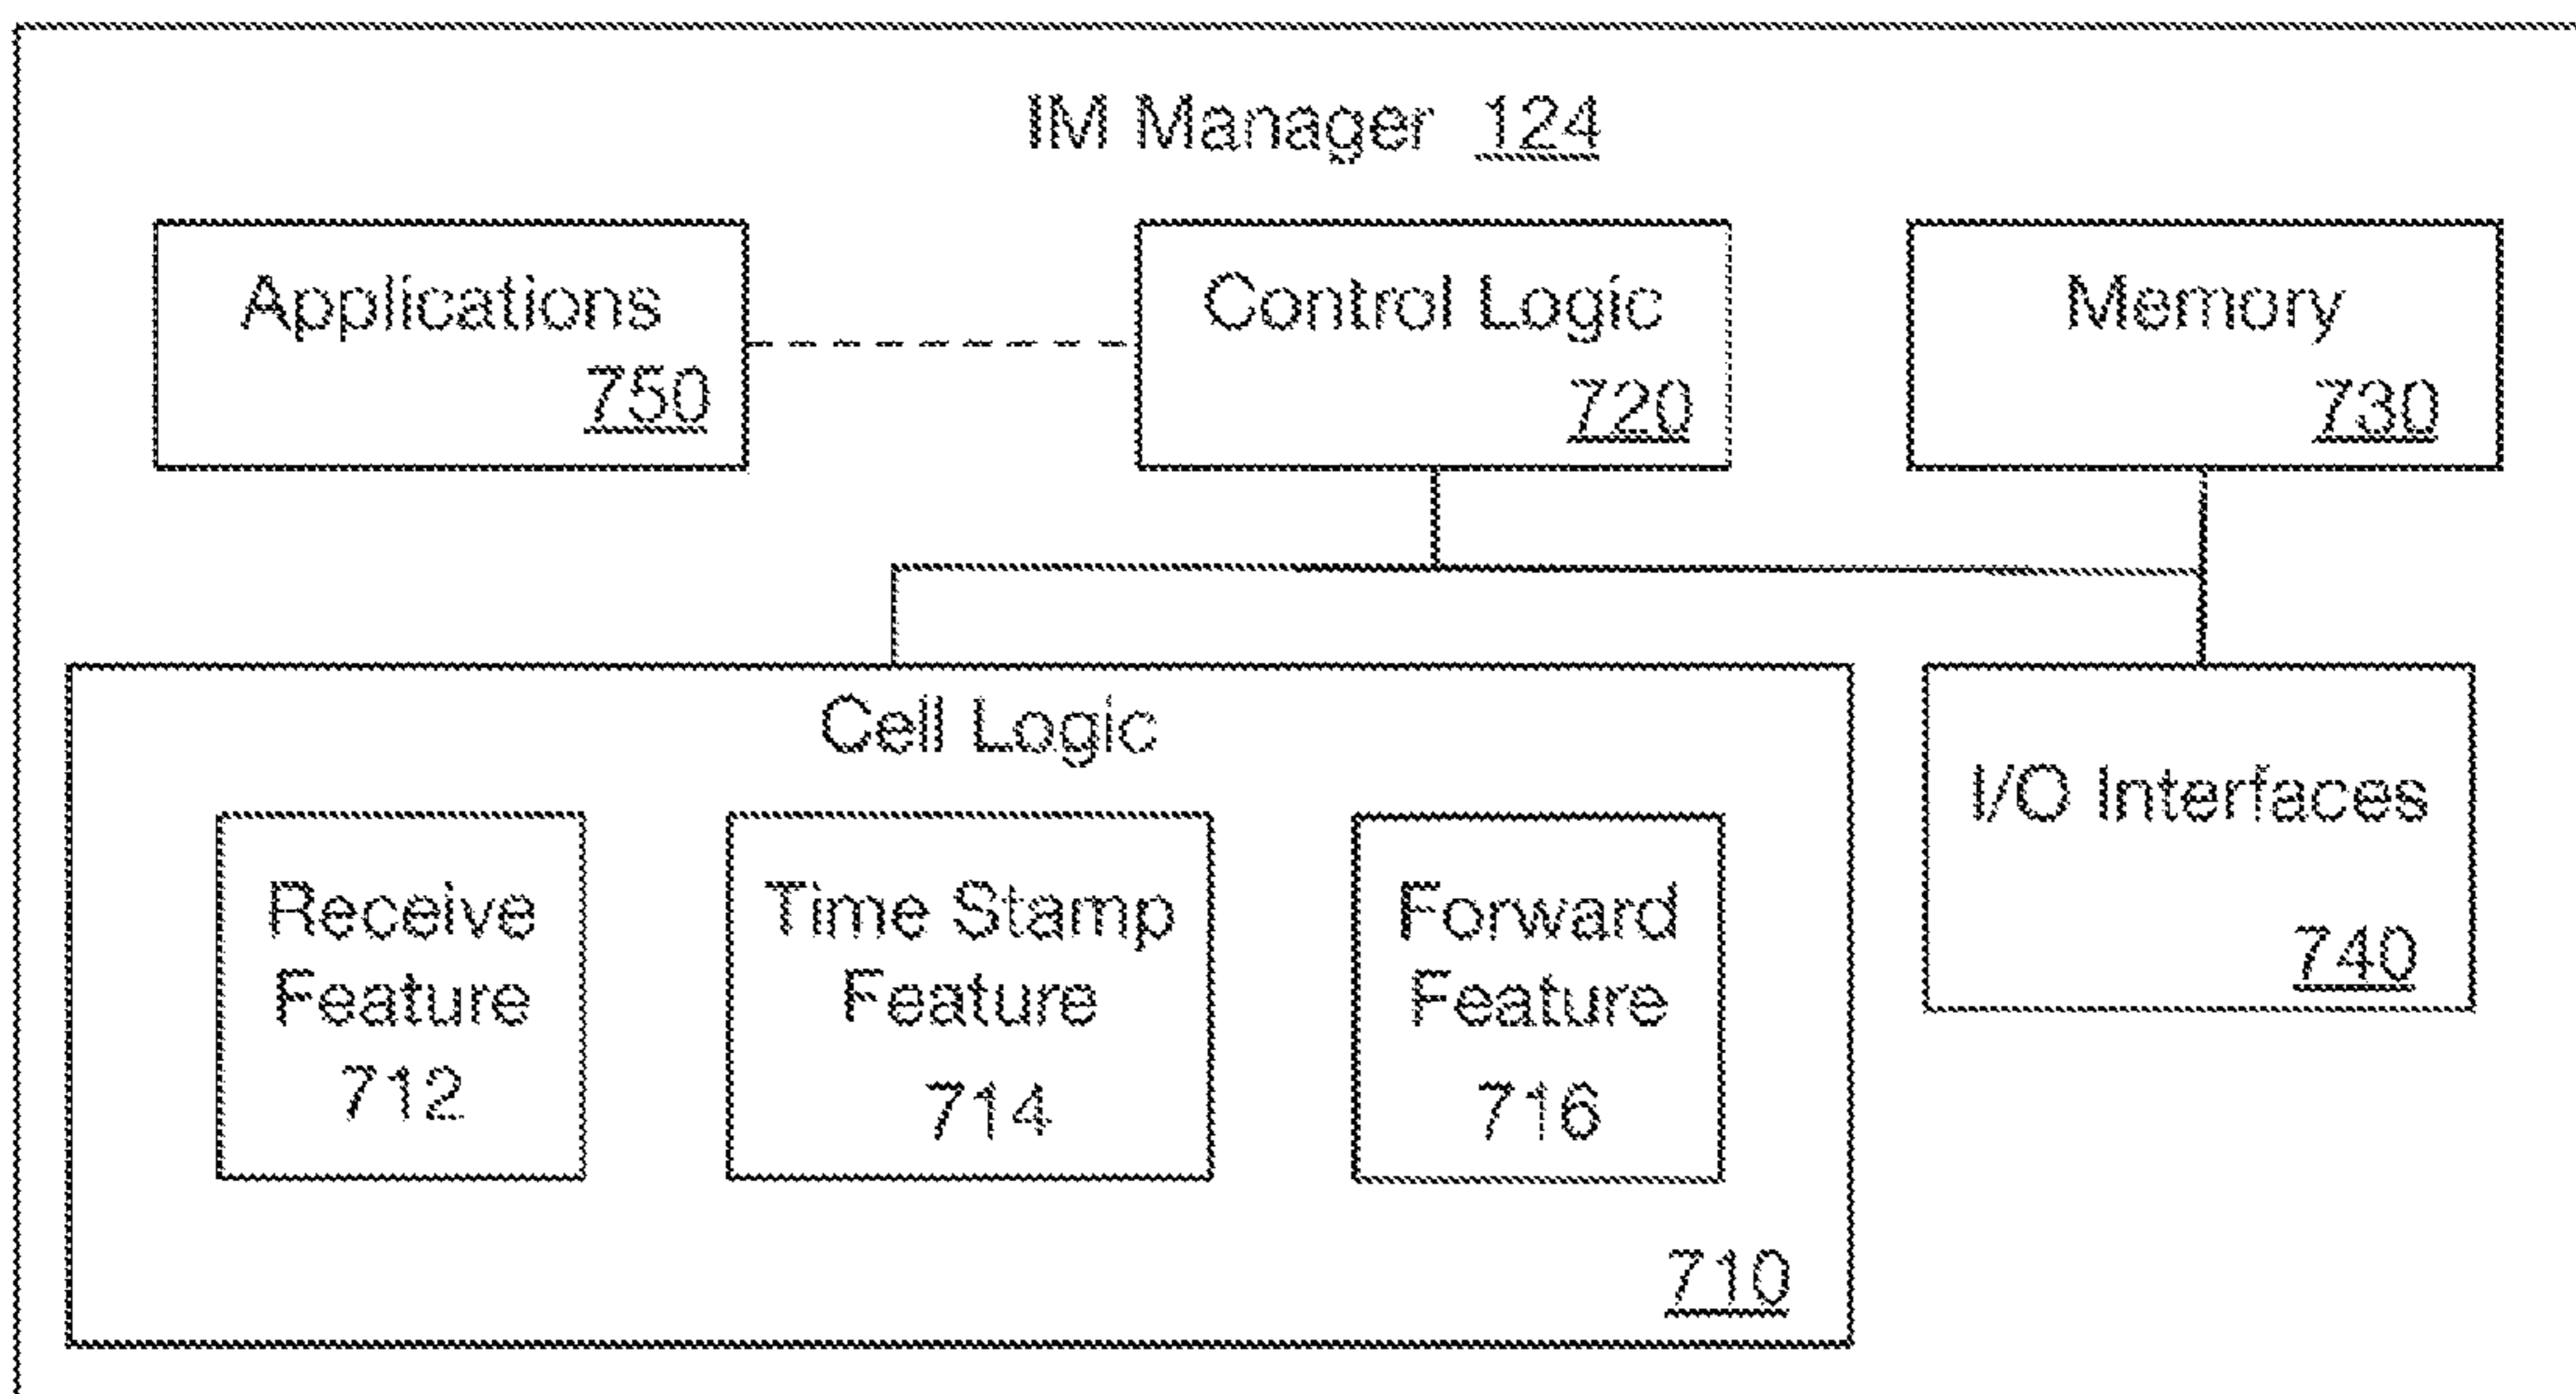 IM Manager 124
Applications
750
Control Logic
720
Memory
730
Cell Logic
Receive
Feature
712
Time Stamp
Feature
714
Forward
Feature
716
710
I/O Interfaces
740